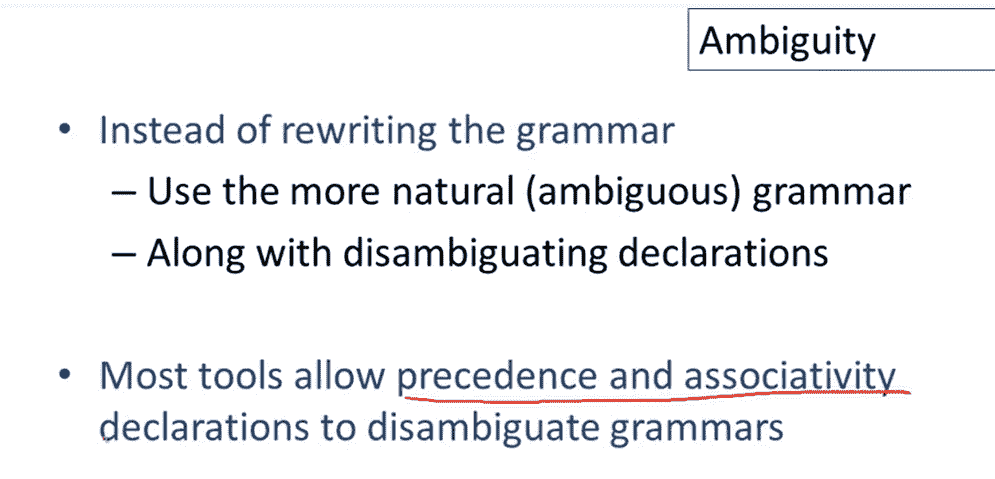 Ambiguity
• Instead of rewriting the grammar
– Use the more natural (ambiguous) grammar
– Along with disambiguating declarations
• Most tools allow precedence and associativity
declarations to disambiguate grammars